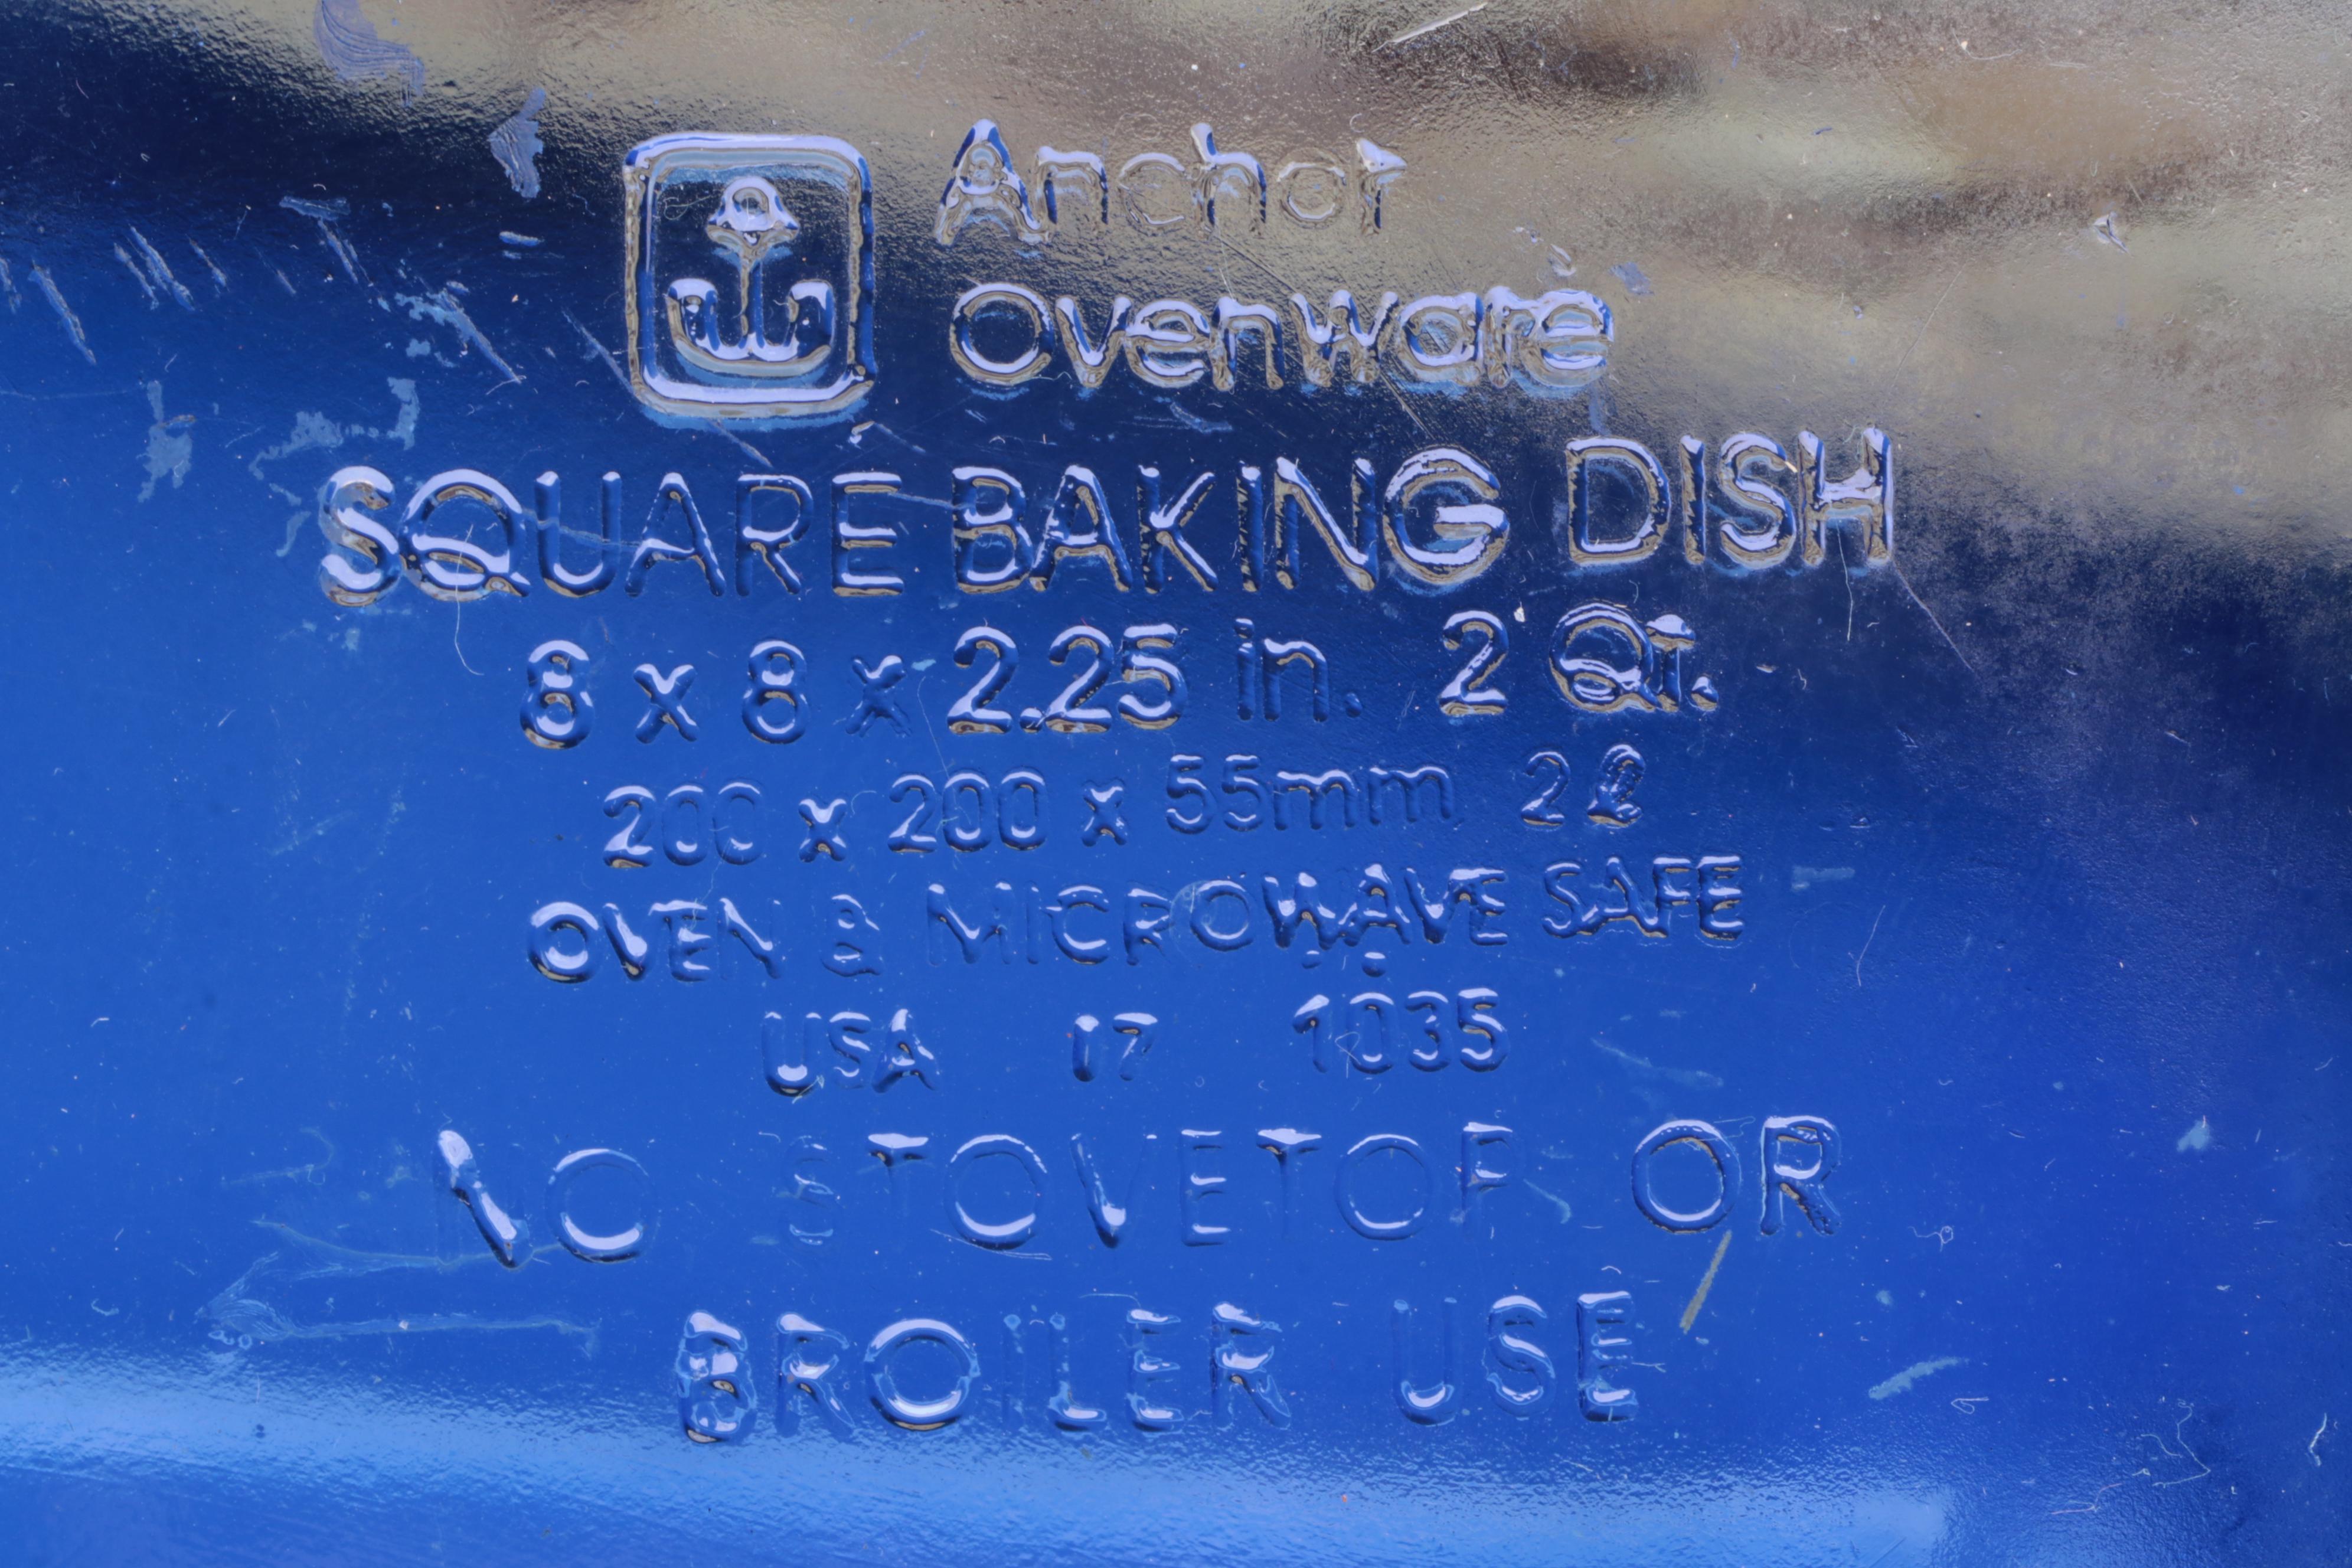 Anchor
ovenware
SQUARE BAKING DISH
8 x 8 x 2.25 in. 2 Qt.
200 x 200 x 55mm 2 ℓ
OVEN & MICROWAVE SAFE
USA 17 1035
NO STOVETOP OR
BROILER USE